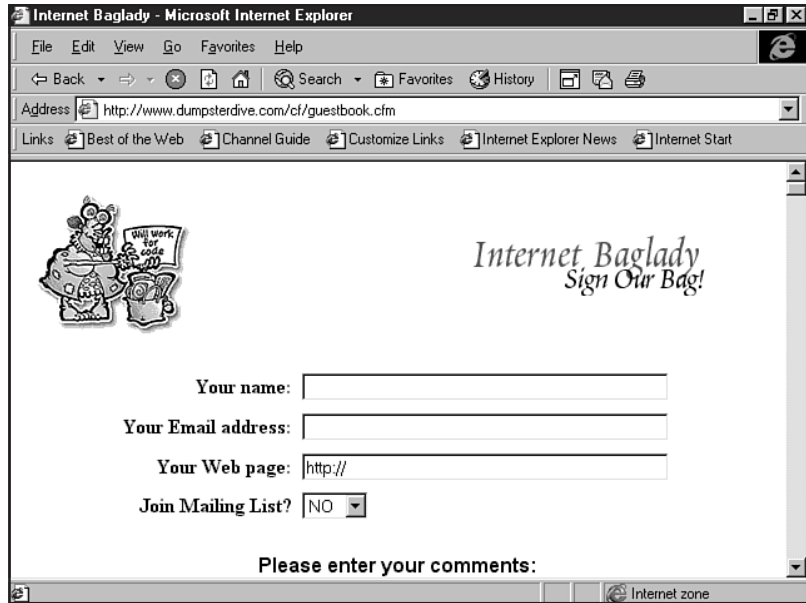 Internet Baglady - Microsoft Internet Explorer
File Edit View Go Favorites Help
Back Search Favorites History
Address http://www.dumpsterdive.com/cf/guestbook.cfm
Links Best of the Web Channel Guide Customize Links Internet Explorer News Internet Start
Will work
for
code
Internet Baglady
Sign Our Bag!
Your name:
Your Email address:
Your Web page: http://
Join Mailing List? NO
Please enter your comments:
Internet zone